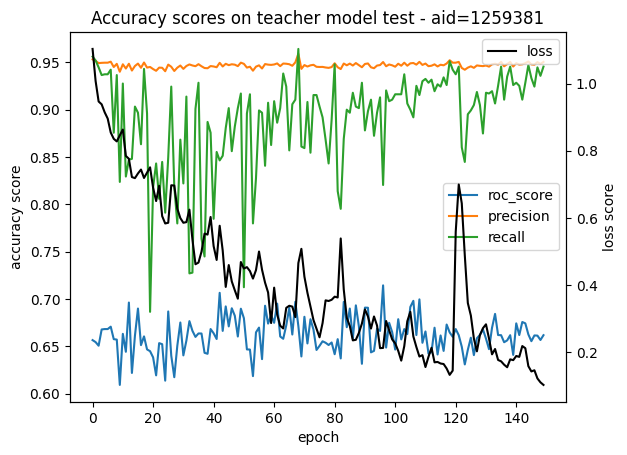 Accuracy scores on teacher model test - aid=1259381
loss
roc_score
precision
recall
accuracy score
0.95
0.90
0.85
0.80
0.75
0.70
0.65
0.60
loss score
1.0
0.8
0.6
0.4
0.2
0 20 40 60 80 100 120 140
epoch